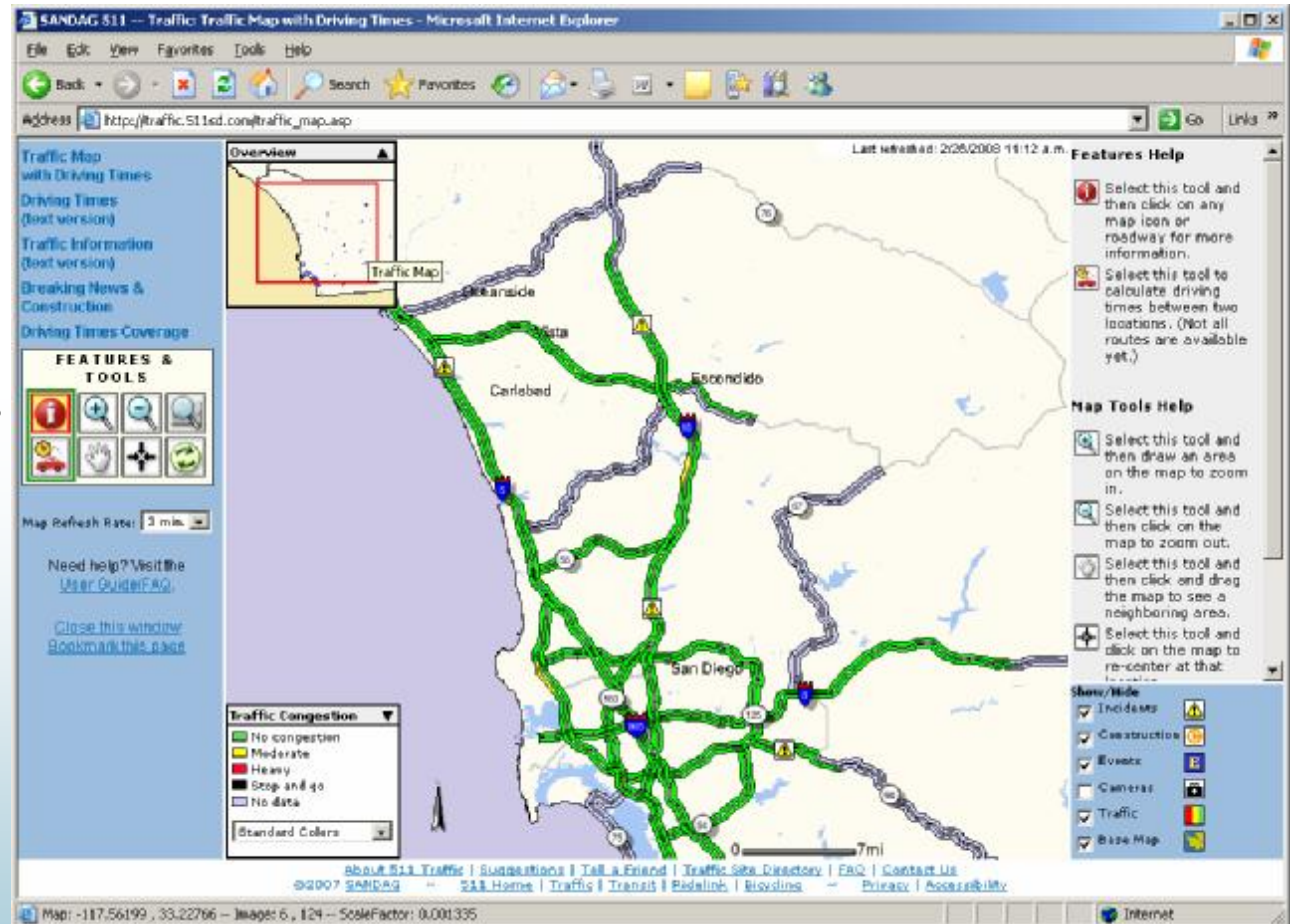 SANDAG 511 -- Traffic: Traffic Map with Driving Times - Microsoft Internet Explorer
File Edit View Favorites Tools Help
Back Search Favorites
Address http://traffic.511sd.com/traffic_map.asp Go Links »
Traffic Map
with Driving Times
Driving Times
(text version)
Traffic Information
(text version)
Breaking News &
Construction
Driving Times Coverage
FEATURES &
TOOLS
Map Refresh Rate: 3 min.
Need help? Visit the
User Guide/FAQ.
Close this window
Bookmark this page
Overview
Traffic Map
Last refreshed: 2/26/2008 11:12 a.m.
76
Oceanside
Vista
Carlsbad
Escondido
15
5
67
56
San Diego
163
805
125
8
94
75
0 7mi
Traffic Congestion
No congestion
Moderate
Heavy
Stop and go
No data
Standard Colors
Features Help
Select this tool and
then click on any
map icon or
roadway for more
information.
Select this tool to
calculate driving
times between two
locations. (Not all
routes are available
yet.)
Map Tools Help
Select this tool and
then draw an area
on the map to zoom
in.
Select this tool and
then click on the
map to zoom out.
Select this tool and
then click and drag
the map to see a
neighboring area.
Select this tool and
click on the map to
re-center at that
Show/Hide
Incidents
Construction
Events E
Cameras
Traffic
Base Map
About 511 Traffic | Suggestions | Tell a Friend | Traffic Site Directory | FAQ | Contact Us
©2007 SANDAG -- 511 Home | Traffic | Transit | Ridelink | Bicycling -- Privacy | Accessibility
Map: -117.56199 , 33.22766 -- Image: 6 , 124 -- ScaleFactor: 0.001335 Internet